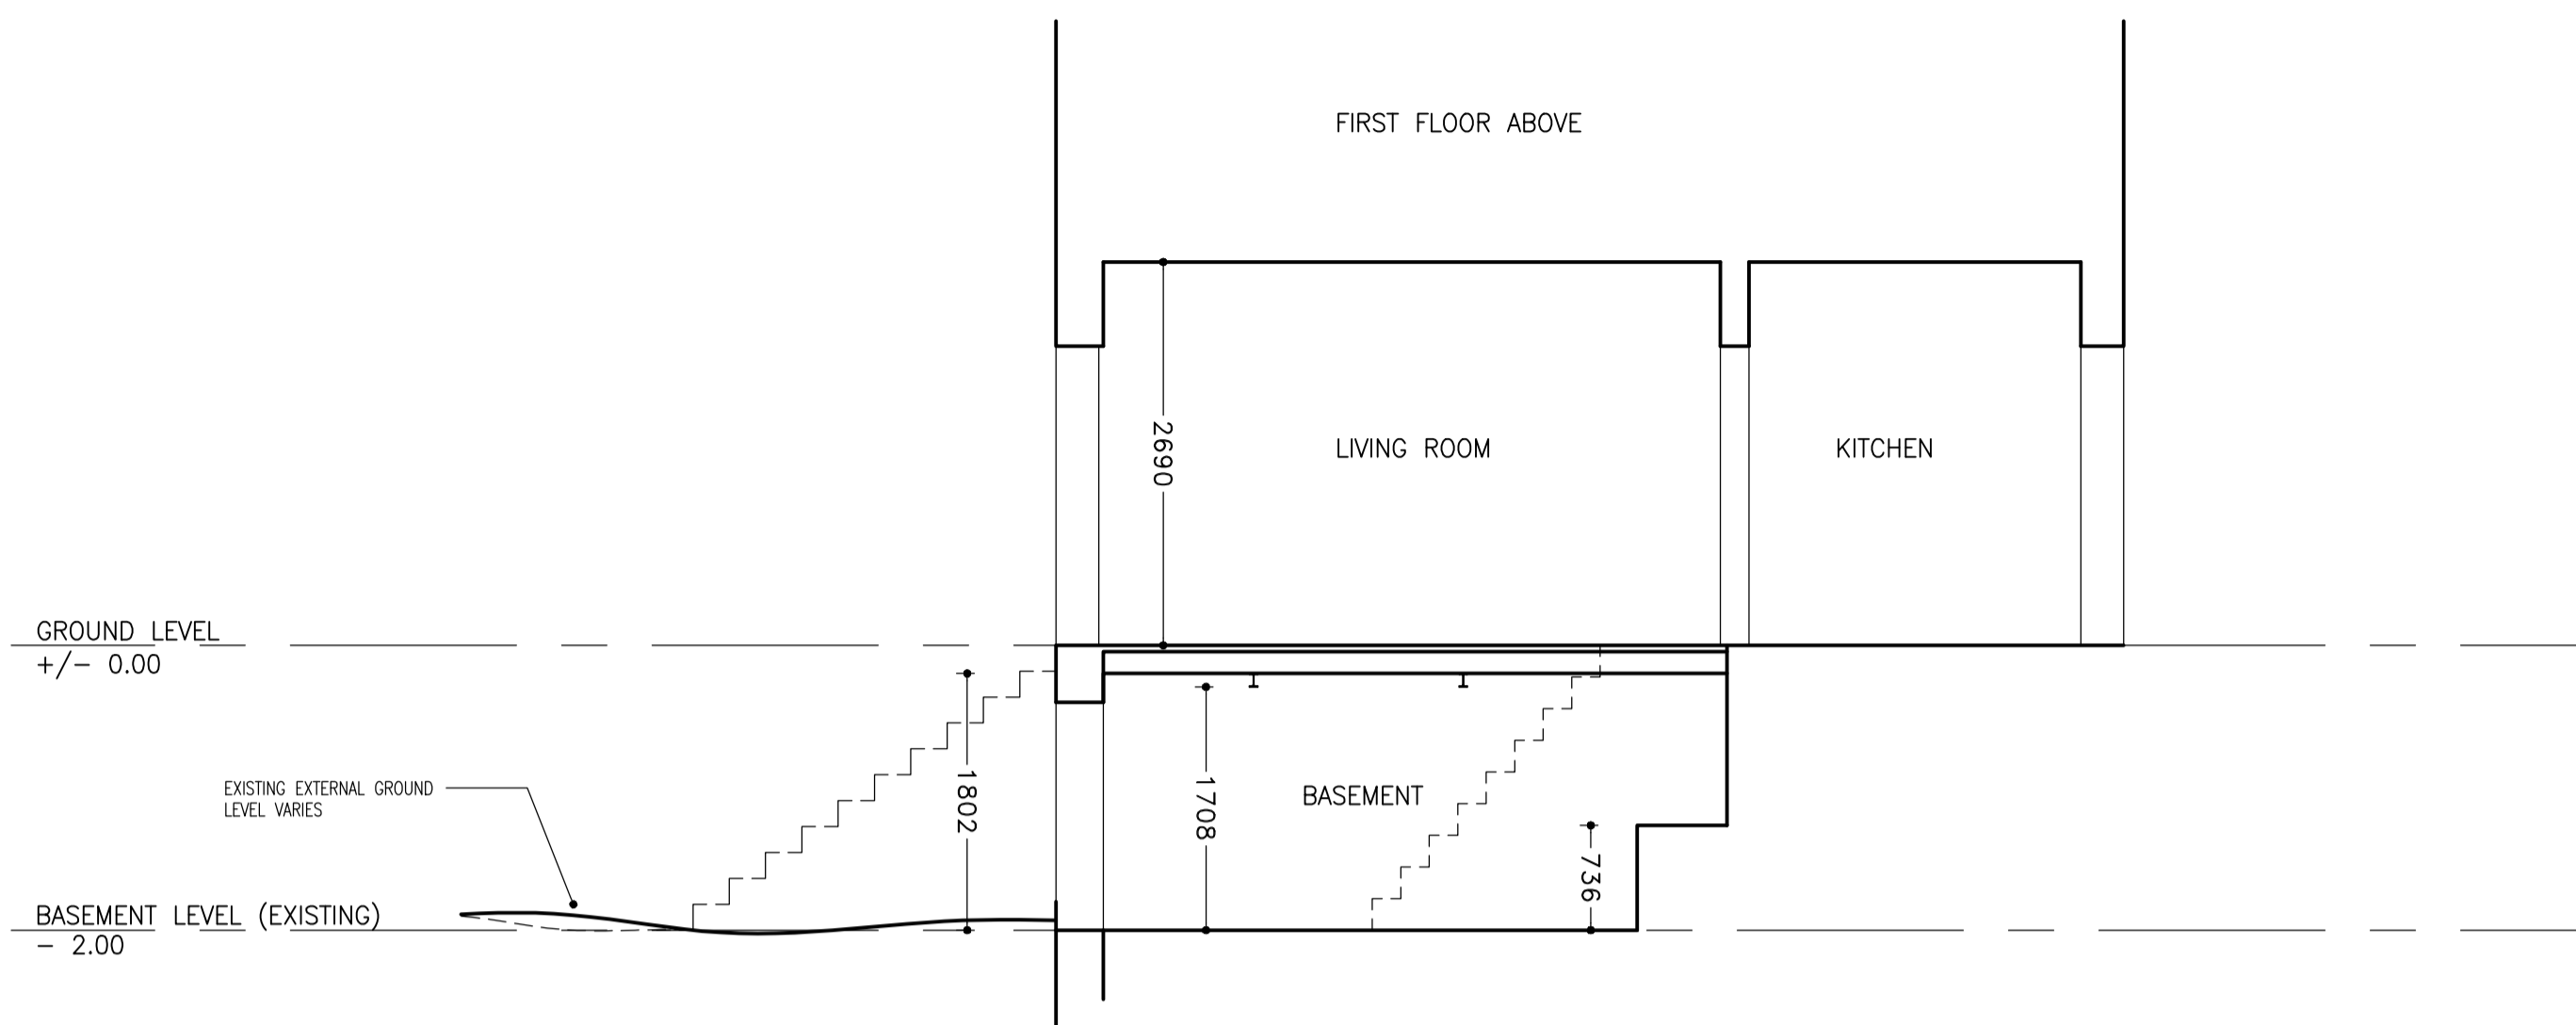 FIRST FLOOR ABOVE
2690
LIVING ROOM
KITCHEN
GROUND LEVEL
+/- 0.00
1802
1708
BASEMENT
736
EXISTING EXTERNAL GROUND
LEVEL VARIES
BASEMENT LEVEL (EXISTING)
- 2.00